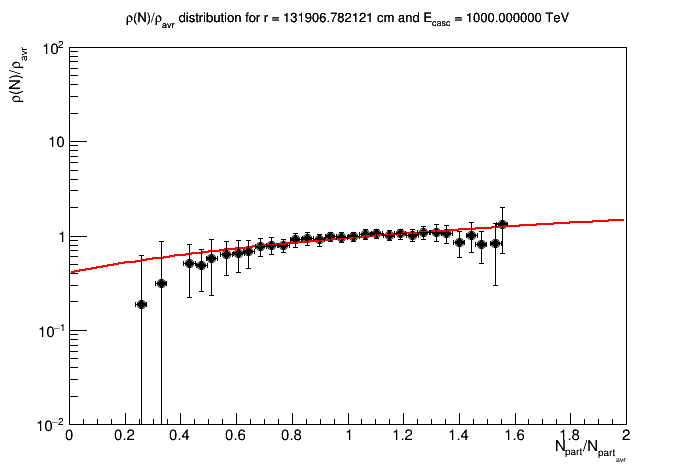 ρ(N)/ρavr distribution for r = 131906.782121 cm and Ecasc = 1000.000000 TeV
ρ(N)/ρavr
10²
10
1
10⁻¹
10⁻²
0 0.2 0.4 0.6 0.8 1 1.2 1.4 1.6 1.8 2
Npart/Npartavr